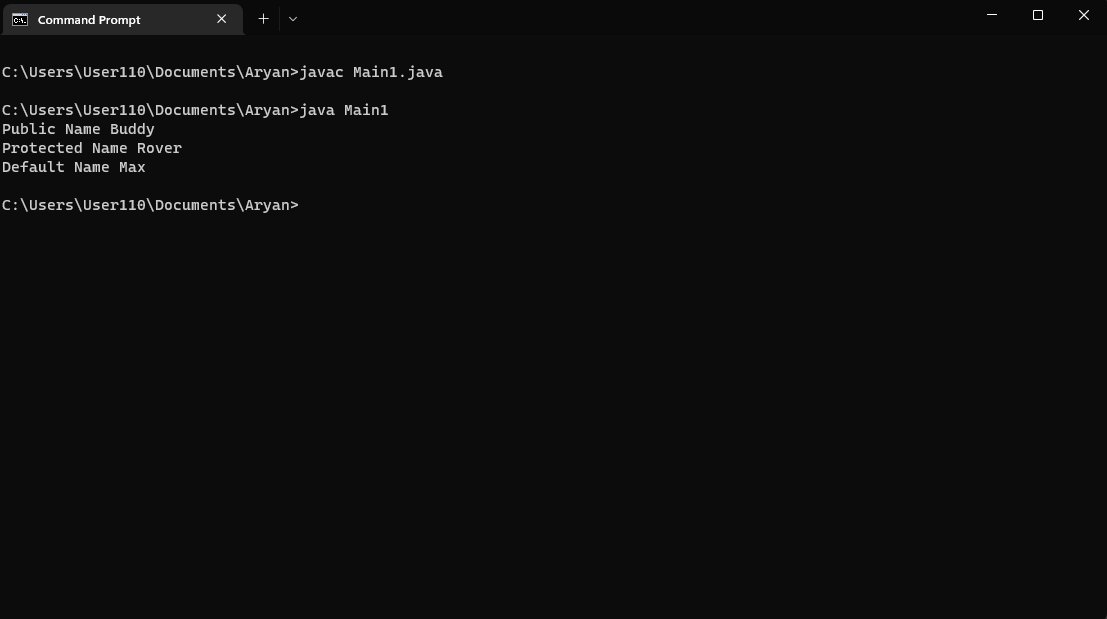 Command Prompt
C:\Users\User110\Documents\Aryan>javac Main1.java
C:\Users\User110\Documents\Aryan>java Main1
Public Name Buddy
Protected Name Rover
Default Name Max
C:\Users\User110\Documents\Aryan>